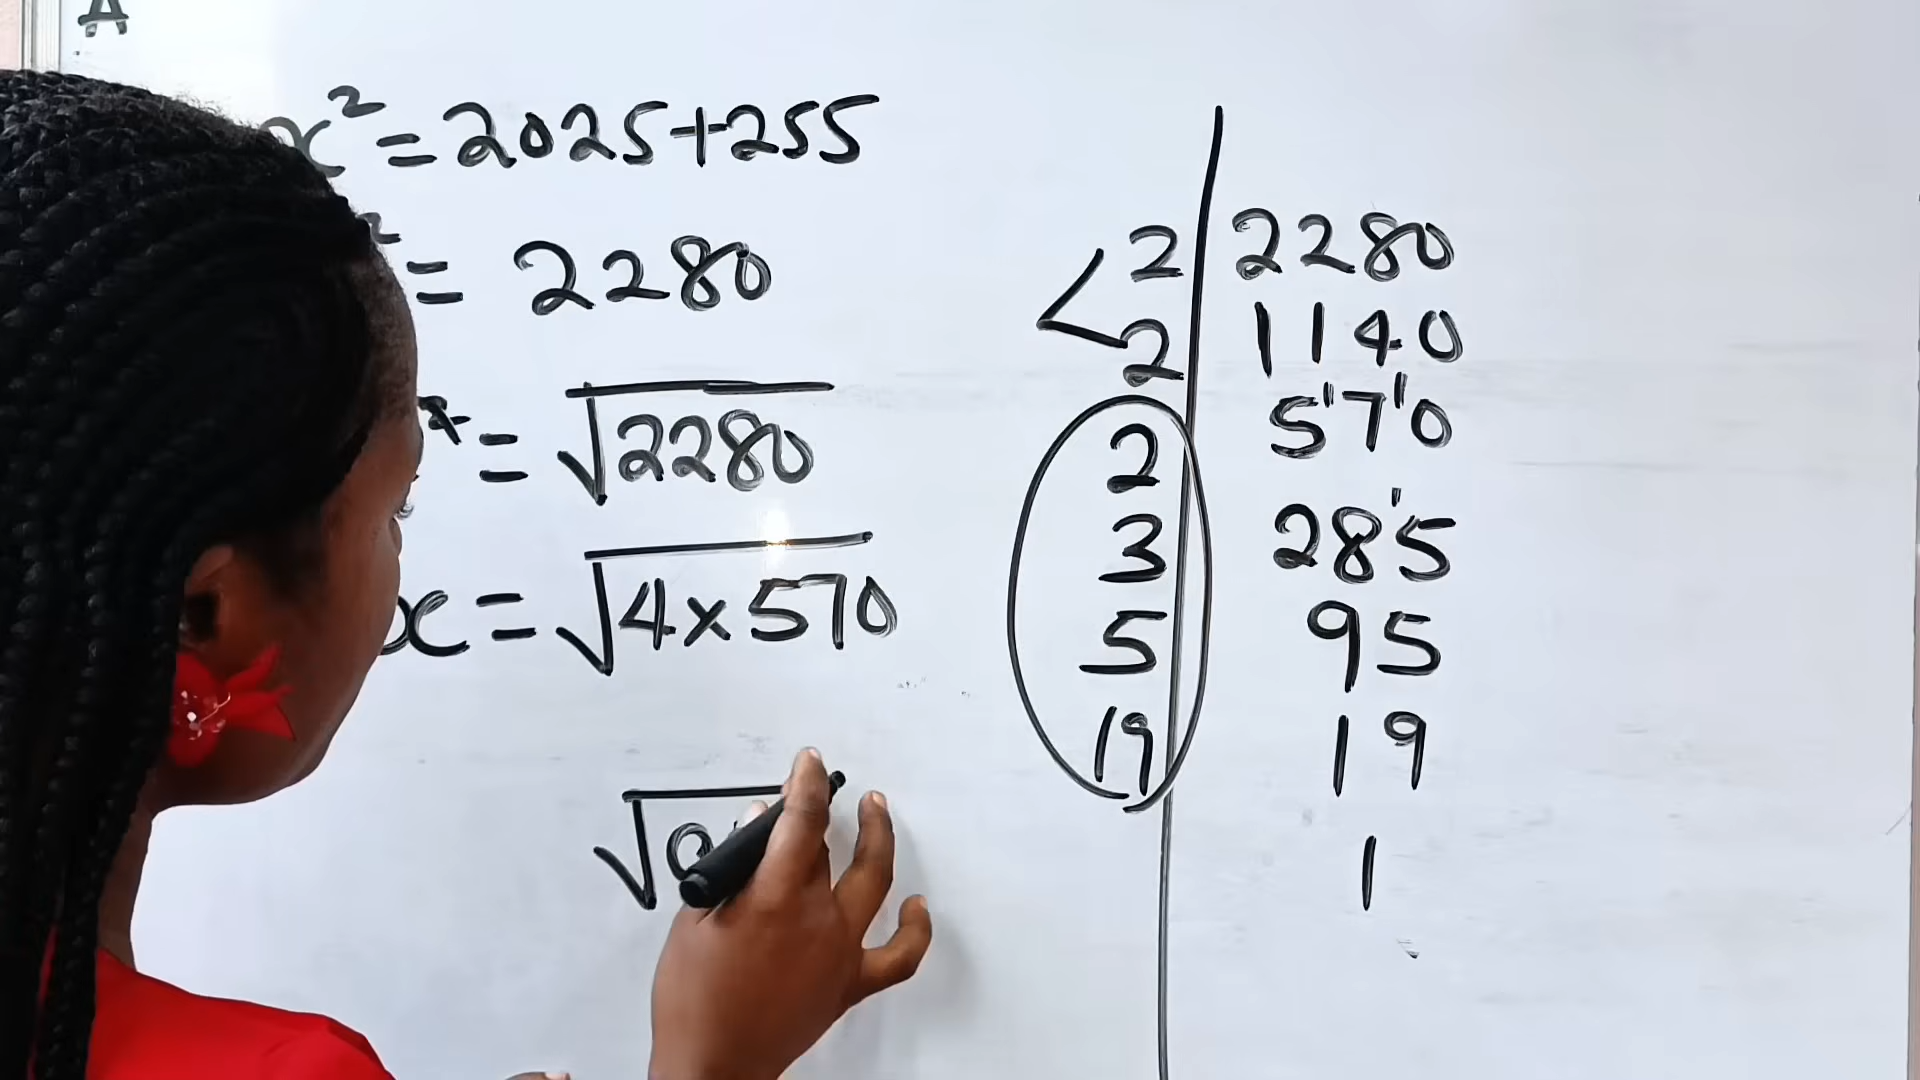 A
x² = 2025+255
² = 2280
x = √2280
x = √4×570
√a
2 | 2280
2 | 1140
2 | 570
3 | 285
5 | 95
19 | 19
1